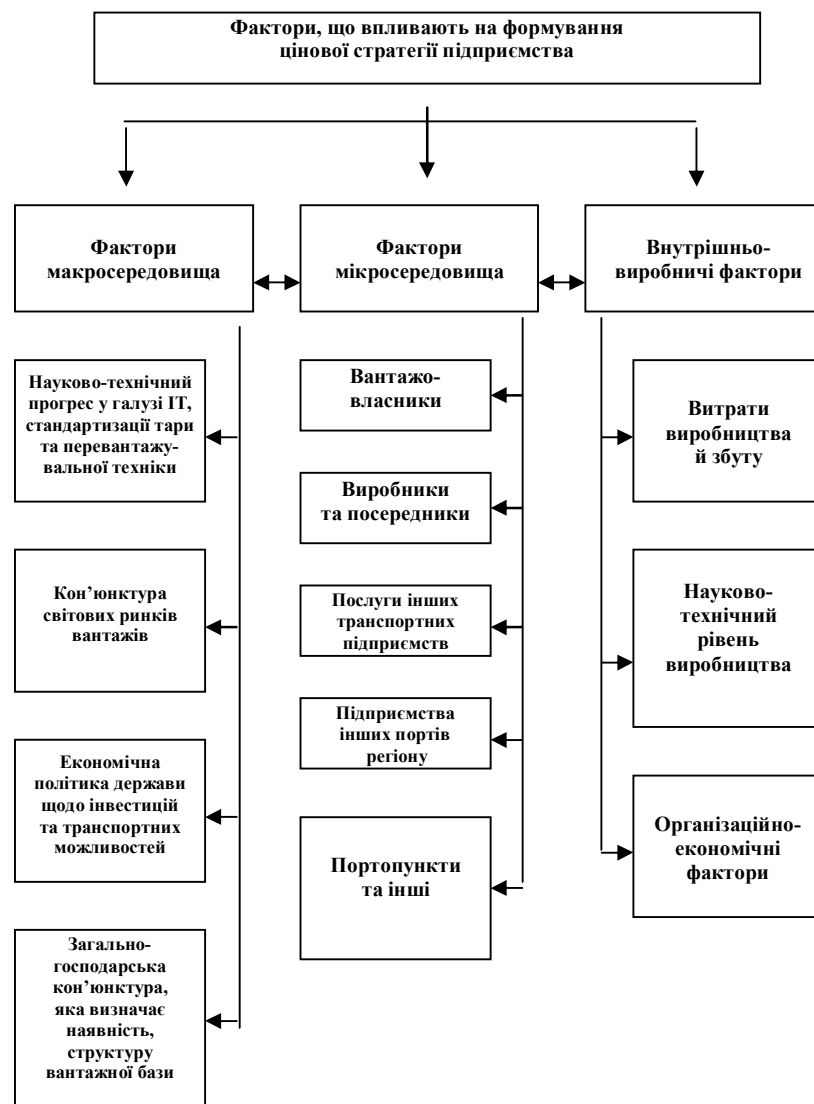 Фактори, що впливають на формування
цінової стратегії підприємства
Фактори
макросередовища
Фактори
мікросередовища
Внутрішньо-
виробничі фактори
Науково-технічний
прогрес у галузі ІТ,
стандартизації тари
та перевантажу-
вальної техніки
Кон’юнктура
світових ринків
вантажів
Економічна
політика держави
щодо інвестицій
та транспортних
можливостей
Загально-
господарська
кон’юнктура,
яка визначає
наявність,
структуру
вантажної бази
Вантажо-
власники
Виробники
та посередники
Послуги інших
транспортних
підприємств
Підприємства
інших портів
регіону
Портопункти
та інші
Витрати
виробництва
й збуту
Науково-
технічний
рівень
виробництва
Організаційно-
економічні
фактори